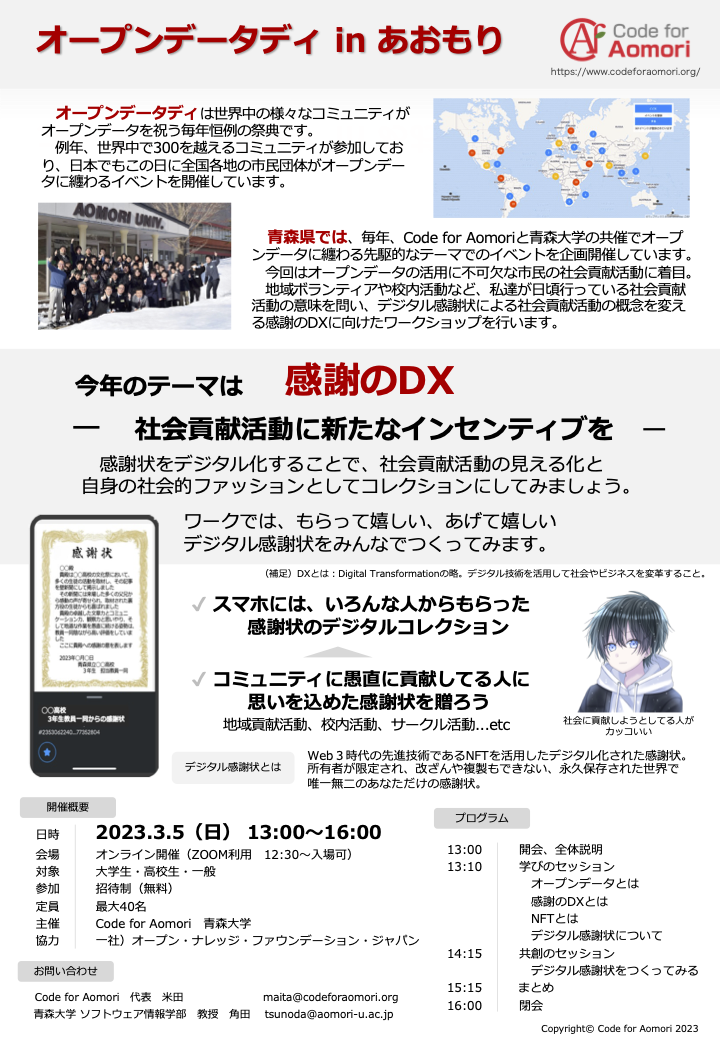 オープンデータディ in あおもり
Code for
Aomori
https://www.codeforaomori.org/
オープンデータディは世界中の様々なコミュニティが
オープンデータを祝う毎年恒例の祭典です。
例年、世界中で300を越えるコミュニティが参加してお
り、日本でもこの日に全国各地の市民団体がオープンデー
タに纏わるイベントを開催しています。
AOMORI UNIV.
青森県では、毎年、Code for Aomoriと青森大学の共催でオープ
ンデータに纏わる先駆的なテーマでのイベントを企画開催しています。
今回はオープンデータの活用に不可欠な市民の社会貢献活動に着目。
地域ボランティアや校内活動など、私達が日頃行っている社会貢献
活動の意味を問い、デジタル感謝状による社会貢献活動の概念を変え
る感謝のDXに向けたワークショップを行います。
今年のテーマは 感謝のDX
― 社会貢献活動に新たなインセンティブを ―
感謝状をデジタル化することで、社会貢献活動の見える化と
自身の社会的ファッションとしてコレクションにしてみましょう。
ワークでは、もらって嬉しい、あげて嬉しい
デジタル感謝状をみんなでつくってみます。
（補足）DXとは：Digital Transformationの略。デジタル技術を活用して社会やビジネスを変革すること。
感謝状
〇〇殿
2023年〇月〇日
青森県立〇〇高校
3年生 担当教員一同
〇〇高校
3年生教員一同からの感謝状
#2353062240...77352804
✓ スマホには、いろんな人からもらった
感謝状のデジタルコレクション
✓ コミュニティに愚直に貢献してる人に
思いを込めた感謝状を贈ろう
地域貢献活動、校内活動、サークル活動…etc
社会に貢献しようとしてる人が
カッコいい
デジタル感謝状とは
Web３時代の先進技術であるNFTを活用したデジタル化された感謝状。
所有者が限定され、改ざんや複製もできない、永久保存された世界で
唯一無二のあなただけの感謝状。
開催概要
日時 2023.3.5（日） 13:00～16:00
会場 オンライン開催（ZOOM利用 12:30～入場可）
対象 大学生・高校生・一般
参加 招待制（無料）
定員 最大40名
主催 Code for Aomori 青森大学
協力 一社）オープン・ナレッジ・ファウンデーション・ジャパン
お問い合わせ
Code for Aomori 代表 米田 maita@codeforaomori.org
青森大学 ソフトウェア情報学部 教授 角田 tsunoda@aomori-u.ac.jp
プログラム
13:00 開会、全体説明
13:10 学びのセッション
オープンデータとは
感謝のDXとは
NFTとは
デジタル感謝状について
14:15 共創のセッション
デジタル感謝状をつくってみる
15:15 まとめ
16:00 閉会
Copyright© Code for Aomori 2023